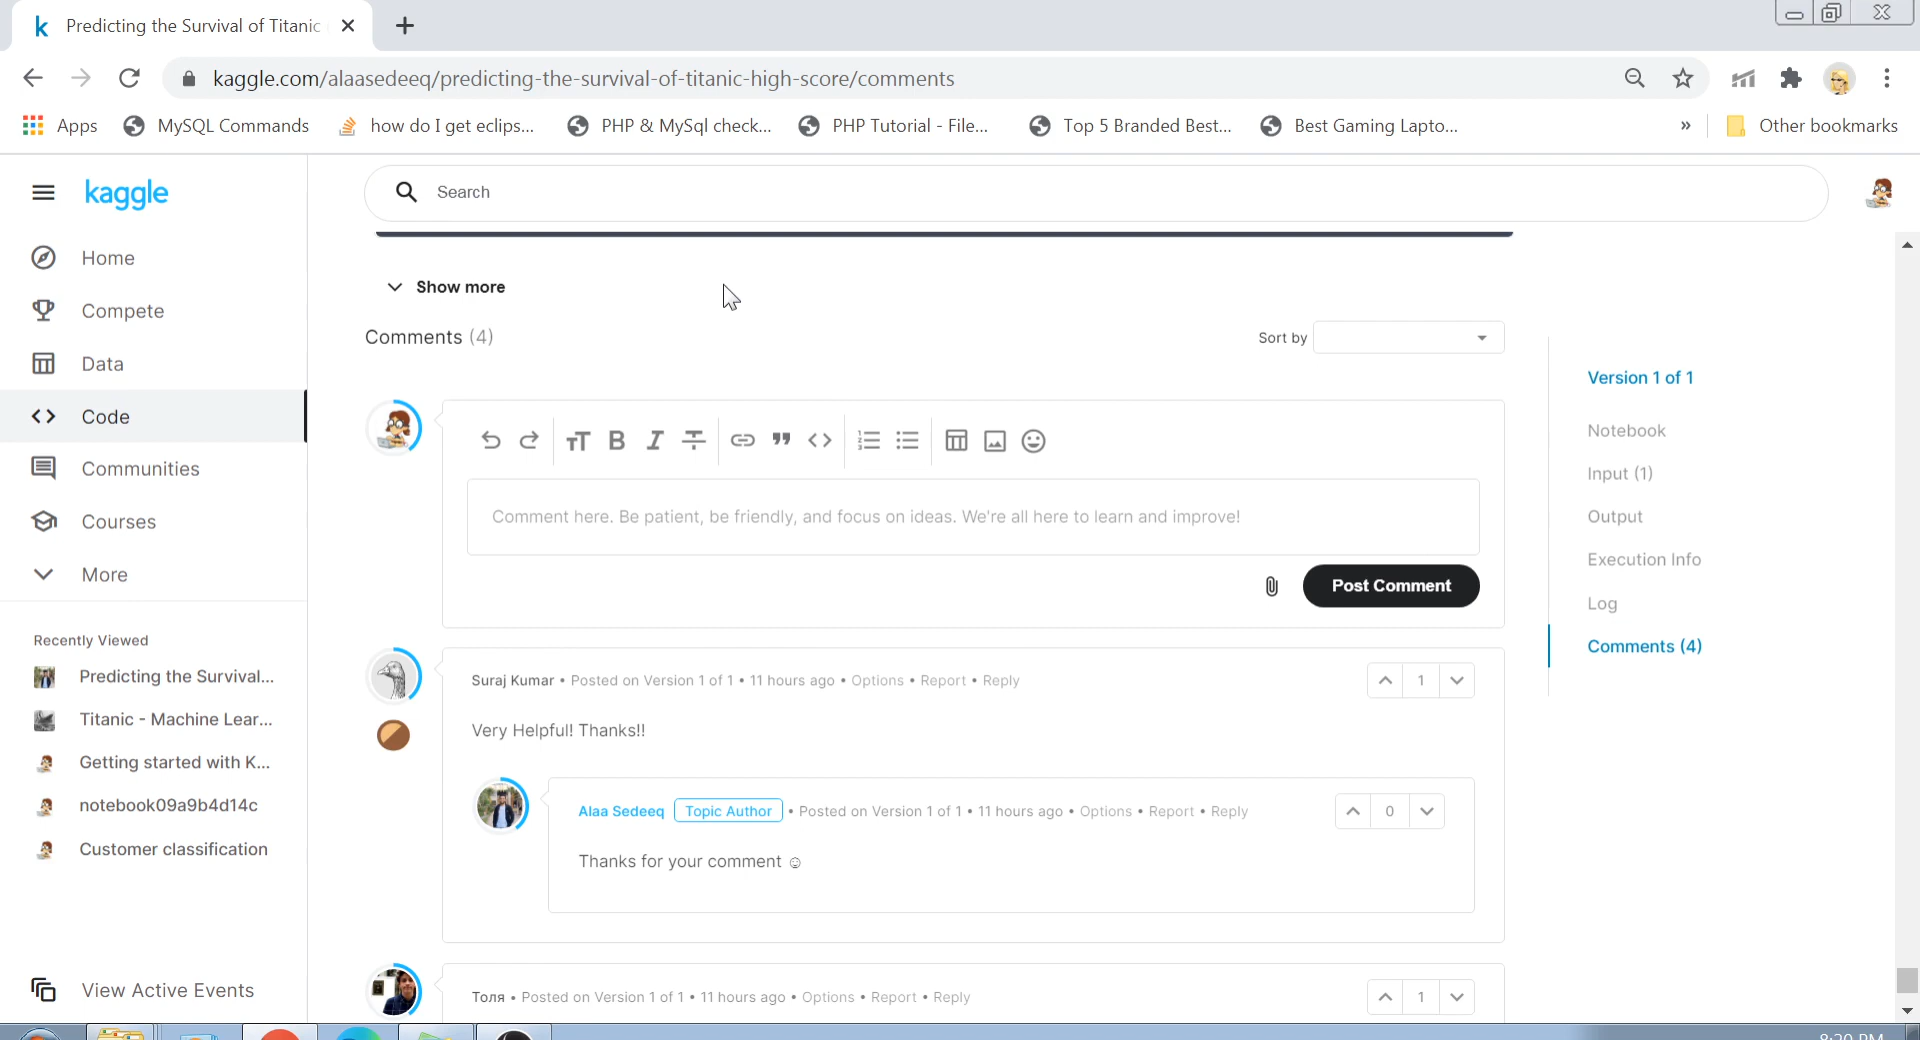 Predicting the Survival of Titanic
kaggle.com/alaasedeeq/predicting-the-survival-of-titanic-high-score/comments
Apps MySQL Commands how do I get eclips... PHP & MySql check... PHP Tutorial - File... Top 5 Branded Best... Best Gaming Lapto... » Other bookmarks
kaggle
Search
Home
Compete
Data
Code
Communities
Courses
More
Recently Viewed
Predicting the Survival...
Titanic - Machine Lear...
Getting started with K...
notebook09a9b4d14c
Customer classification
View Active Events
Show more
Comments (4)
Sort by
Comment here. Be patient, be friendly, and focus on ideas. We're all here to learn and improve!
Post Comment
Suraj Kumar • Posted on Version 1 of 1 • 11 hours ago • Options • Report • Reply
1
Very Helpful! Thanks!!
Alaa Sedeeq Topic Author • Posted on Version 1 of 1 • 11 hours ago • Options • Report • Reply
0
Thanks for your comment ☺
Толя • Posted on Version 1 of 1 • 11 hours ago • Options • Report • Reply
1
Version 1 of 1
Notebook
Input (1)
Output
Execution Info
Log
Comments (4)
8:20 PM